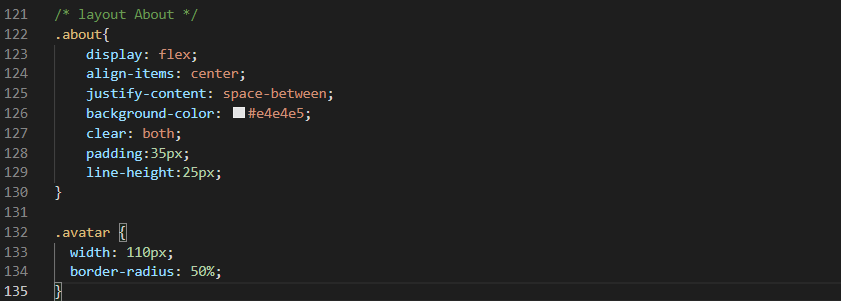 121 /* layout About */
122 .about{
123     display: flex;
124     align-items: center;
125     justify-content: space-between;
126     background-color: #e4e4e5;
127     clear: both;
128     padding:35px;
129     line-height:25px;
130 }
131
132 .avatar {
133   width: 110px;
134   border-radius: 50%;
135 }